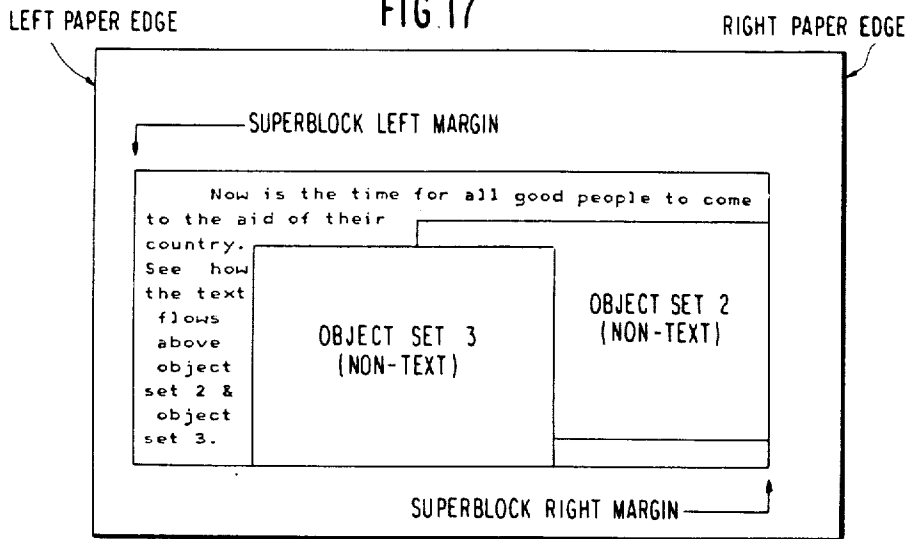 FIG.17
LEFT PAPER EDGE
RIGHT PAPER EDGE
SUPERBLOCK LEFT MARGIN
Now is the time for all good people to come
to the aid of their
country.
See how
the text
flows
above
object
set 2 &
object
set 3.
OBJECT SET 3
(NON-TEXT)
OBJECT SET 2
(NON-TEXT)
SUPERBLOCK RIGHT MARGIN